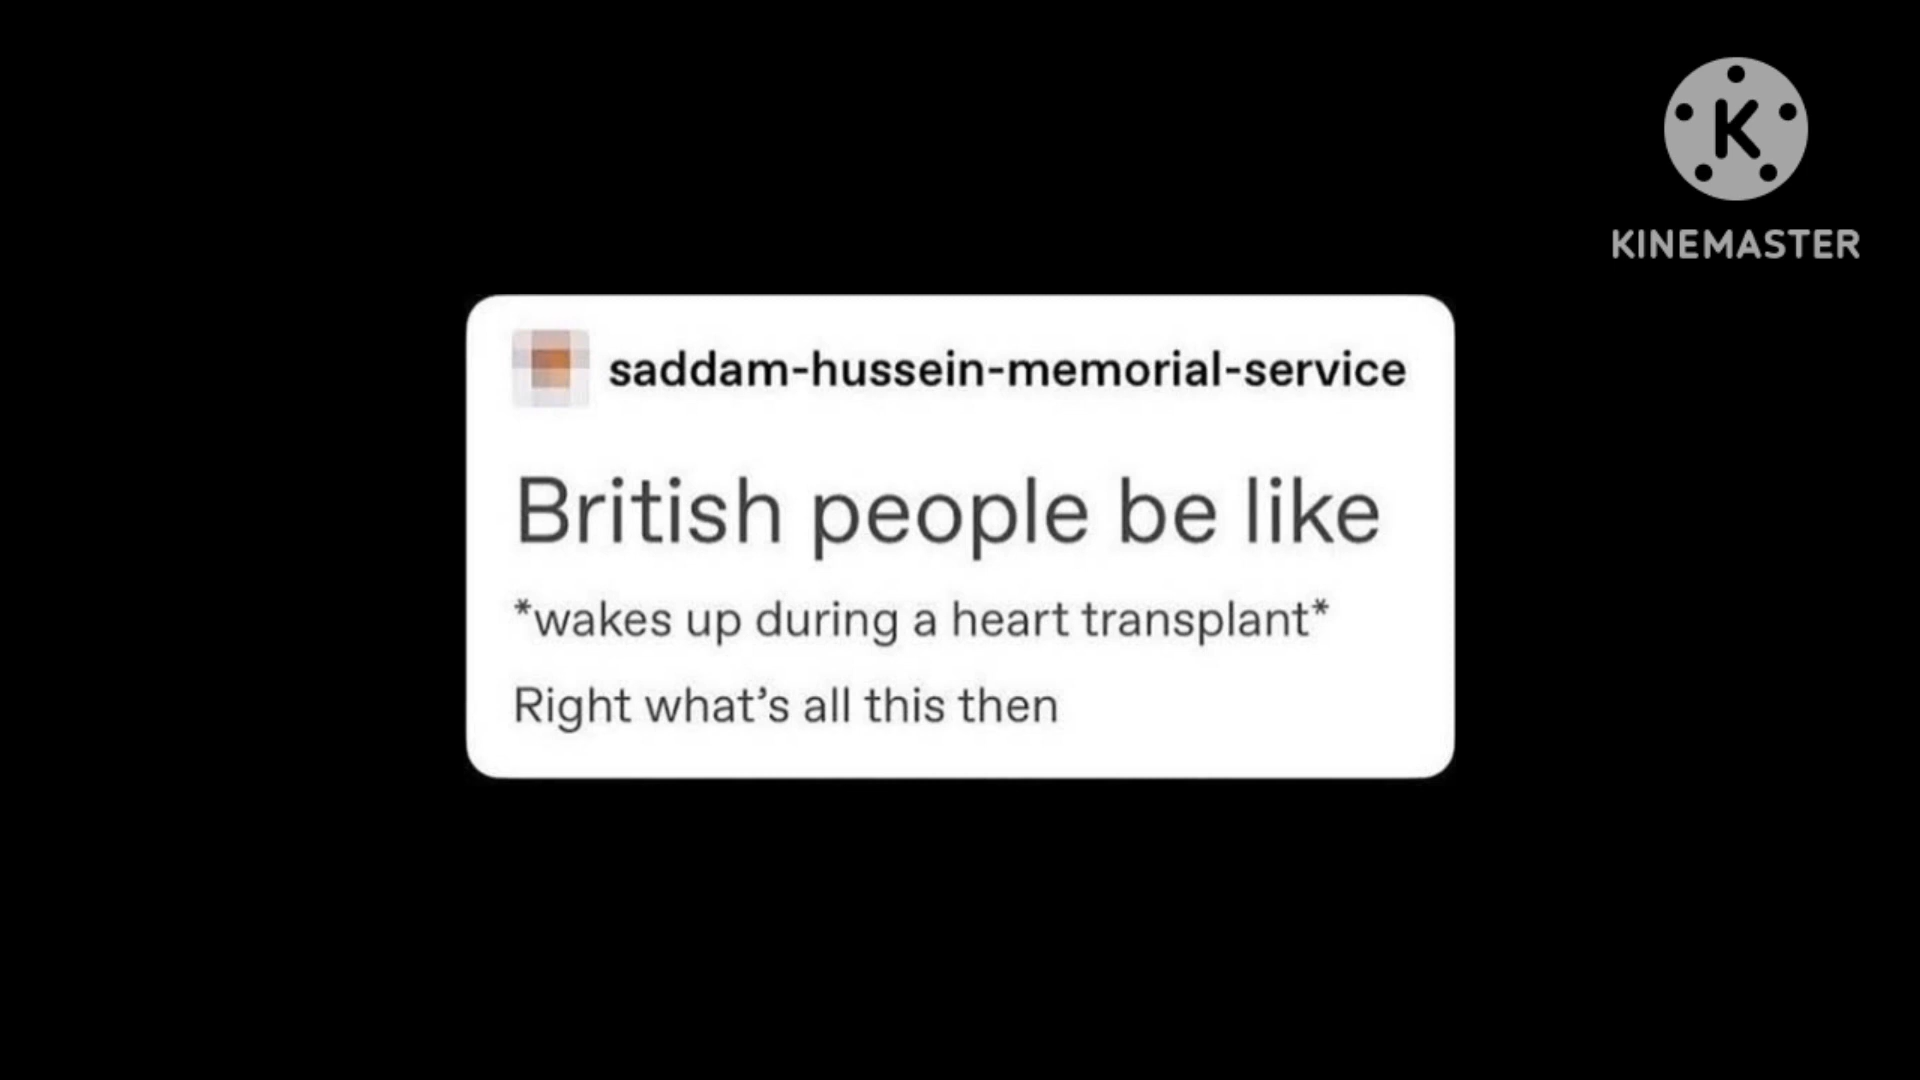 K
KINEMASTER
saddam-hussein-memorial-service
British people be like
*wakes up during a heart transplant*
Right what’s all this then